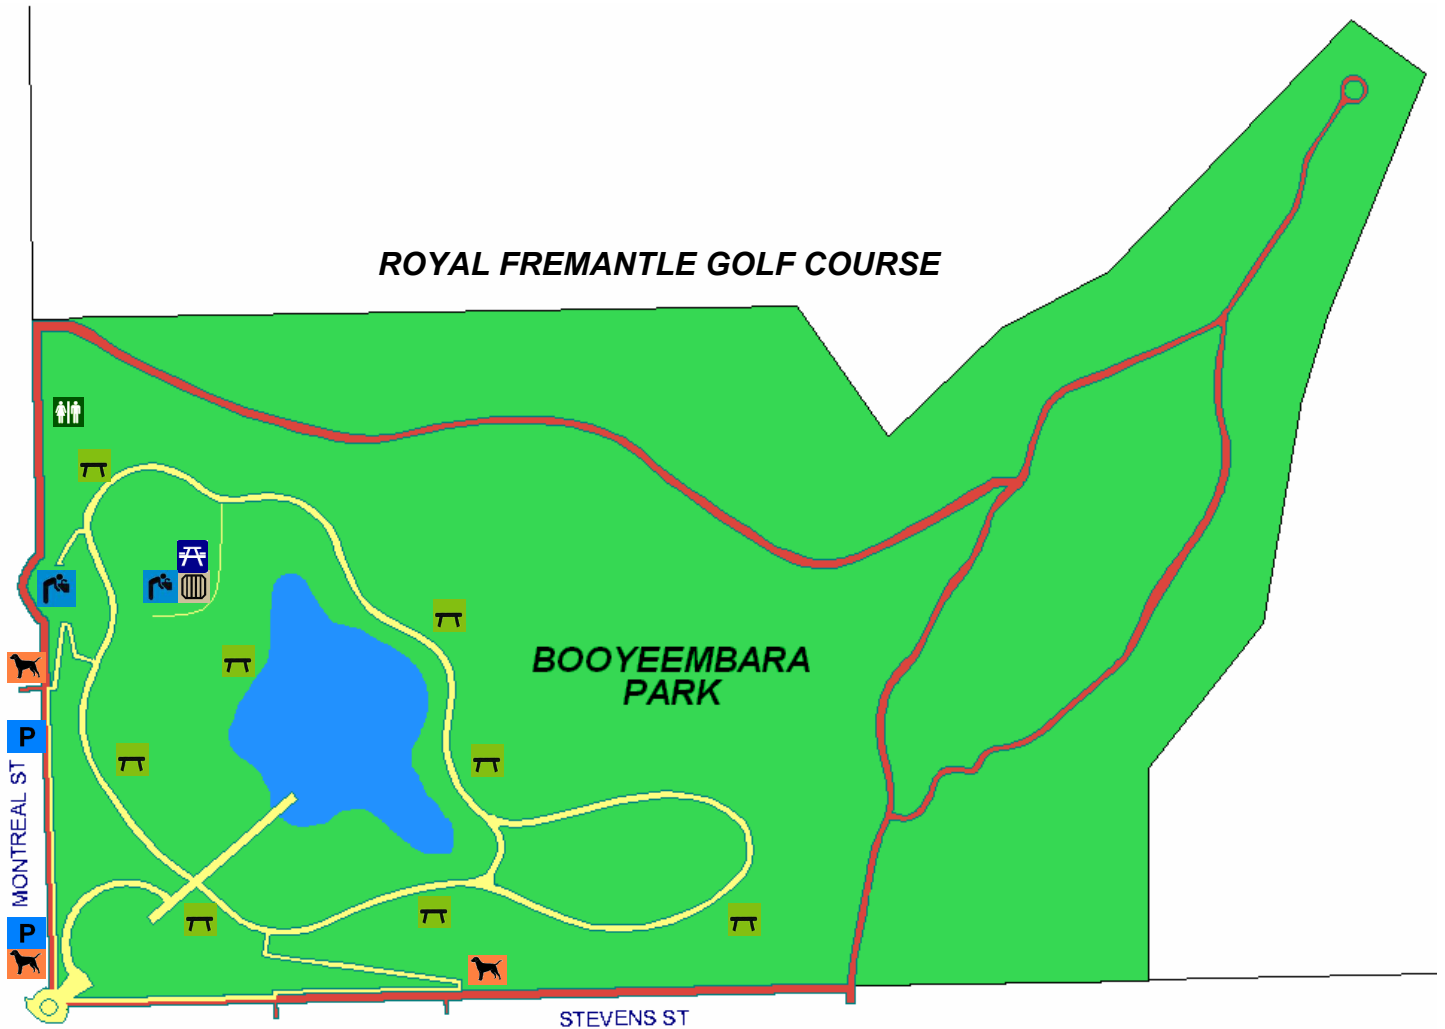 ROYAL FREMANTLE GOLF COURSE
BOOYEEMBARA
PARK
P
MONTREAL ST
P
STEVENS ST